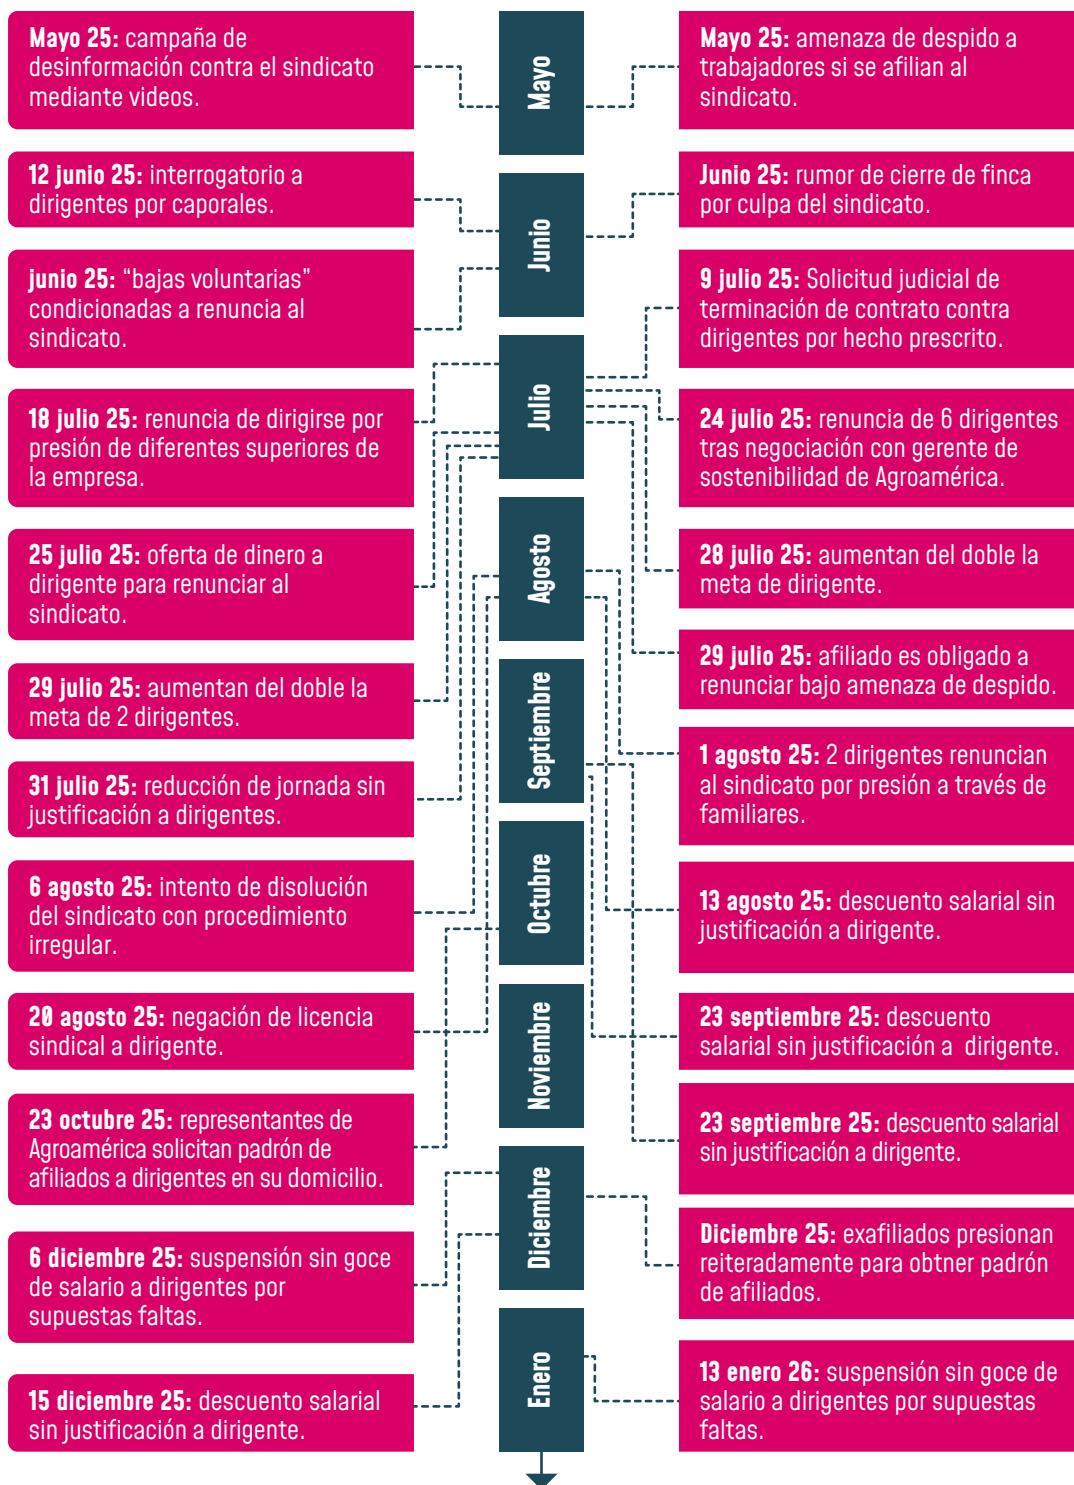 Mayo 25: campaña de
desinformación contra el sindicato
mediante videos.
12 junio 25: interrogatorio a
dirigentes por caporales.
junio 25: “bajas voluntarias”
condicionadas a renuncia al
sindicato.
18 julio 25: renuncia de dirigirse por
presión de diferentes superiores de
la empresa.
25 julio 25: oferta de dinero a
dirigente para renunciar al
sindicato.
29 julio 25: aumentan del doble la
meta de 2 dirigentes.
31 julio 25: reducción de jornada sin
justificación a dirigentes.
6 agosto 25: intento de disolución
del sindicato con procedimiento
irregular.
20 agosto 25: negación de licencia
sindical a dirigente.
23 octubre 25: representantes de
Agroamérica solicitan padrón de
afiliados a dirigentes en su domicilio.
6 diciembre 25: suspensión sin goce
de salario a dirigentes por
supuestas faltas.
15 diciembre 25: descuento salarial
sin justificación a dirigente.
Mayo
Junio
Julio
Agosto
Septiembre
Octubre
Noviembre
Diciembre
Enero
Mayo 25: amenaza de despido a
trabajadores si se afilian al
sindicato.
Junio 25: rumor de cierre de finca
por culpa del sindicato.
9 julio 25: Solicitud judicial de
terminación de contrato contra
dirigentes por hecho prescrito.
24 julio 25: renuncia de 6 dirigentes
tras negociación con gerente de
sostenibilidad de Agroamérica.
28 julio 25: aumentan del doble la
meta de dirigente.
29 julio 25: afiliado es obligado a
renunciar bajo amenaza de despido.
1 agosto 25: 2 dirigentes renuncian
al sindicato por presión a través de
familiares.
13 agosto 25: descuento salarial sin
justificación a dirigente.
23 septiembre 25: descuento
salarial sin justificación a dirigente.
23 septiembre 25: descuento salarial
sin justificación a dirigente.
Diciembre 25: exafiliados presionan
reiteradamente para obtner padrón
de afiliados.
13 enero 26: suspensión sin goce de
salario a dirigentes por supuestas
faltas.